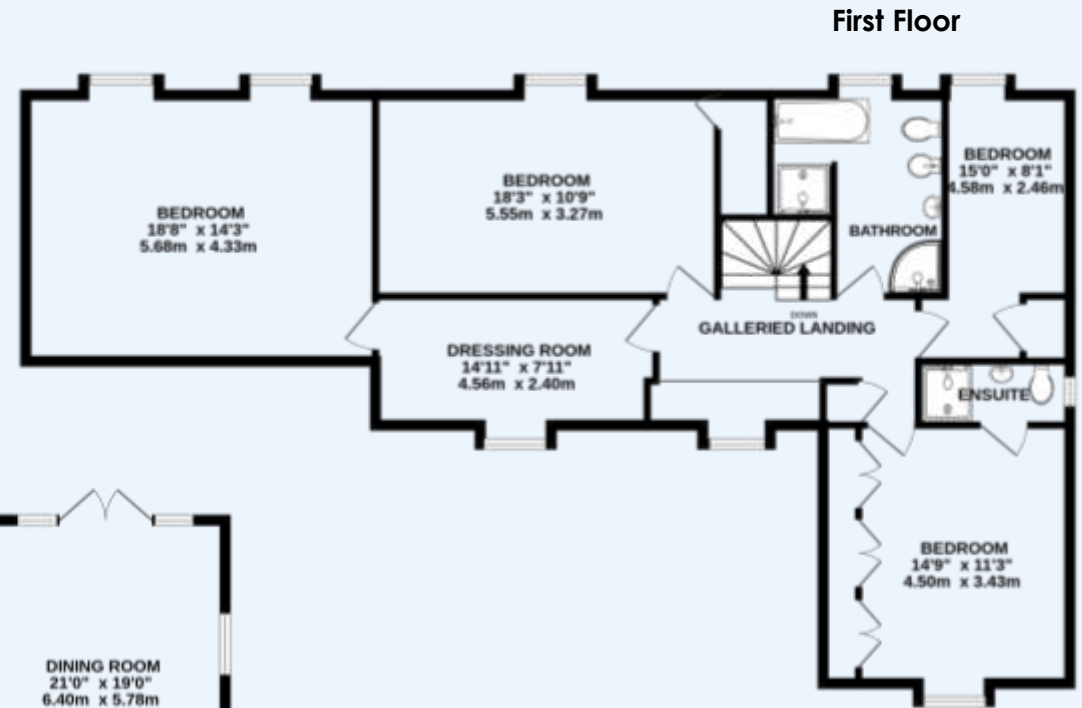 First Floor
BEDROOM
18'8" x 14'3"
5.68m x 4.33m
BEDROOM
18'3" x 10'9"
5.55m x 3.27m
BATHROOM
BEDROOM
15'0" x 8'1"
4.58m x 2.46m
DOWN
GALLERIED LANDING
DRESSING ROOM
14'11" x 7'11"
4.56m x 2.40m
ENSUITE
BEDROOM
14'9" x 11'3"
4.50m x 3.43m
DINING ROOM
21'0" x 19'0"
6.40m x 5.78m